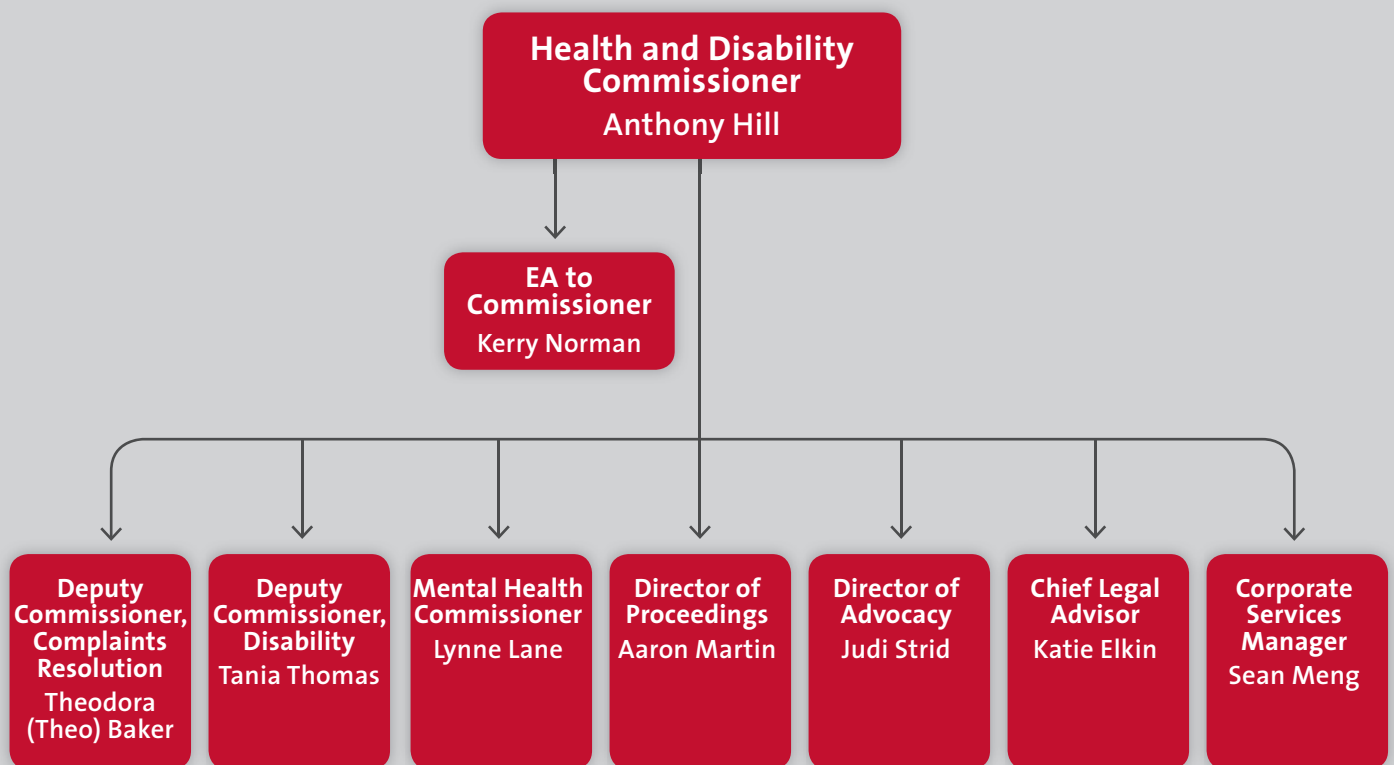 Health and Disability
Commissioner
Anthony Hill
EA to
Commissioner
Kerry Norman
Deputy
Commissioner,
Complaints
Resolution
Theodora
(Theo) Baker
Deputy
Commissioner,
Disability
Tania Thomas
Mental Health
Commissioner
Lynne Lane
Director of
Proceedings
Aaron Martin
Director of
Advocacy
Judi Strid
Chief Legal
Advisor
Katie Elkin
Corporate
Services
Manager
Sean Meng